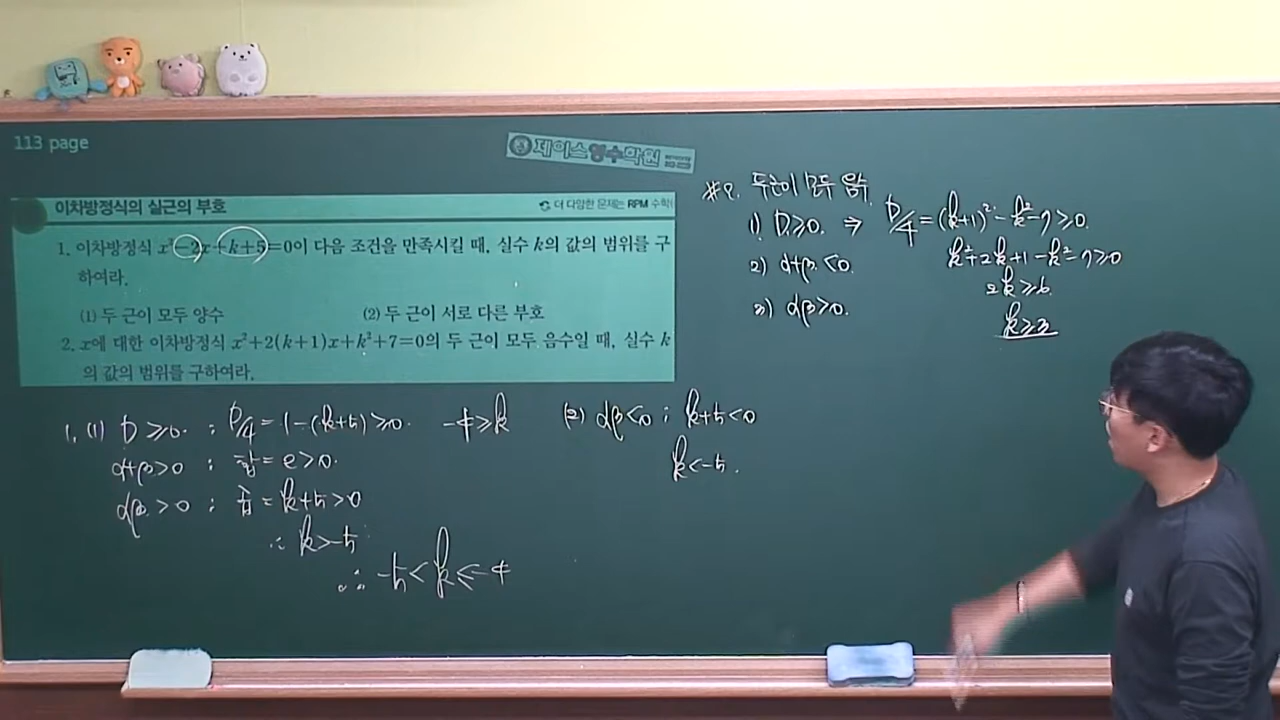 113 page
제이스영수학원
이차방정식의 실근의 부호
더 다양한 문제는 RPM 수학(
1. 이차방정식 x²-2x+k+5=0이 다음 조건을 만족시킬 때, 실수 k의 값의 범위를 구
하여라.
(1) 두 근이 모두 양수 (2) 두 근이 서로 다른 부호
2. x에 대한 이차방정식 x²+2(k+1)x+k²+7=0의 두 근이 모두 음수일 때, 실수 k
의 값의 범위를 구하여라.
1. (1) D≥0. : D/4=1-(k+5)≥0. -4≥k
α+β>0 : 합=2>0.
αβ>0 : 곱=k+5>0
∴ k>-5
∴ -5<k≤-4
(2) αβ<0 : k+5<0
k<-5.
#2. 두근이 모두 음수.
1) D≥0. ⇒ D/4=(k+1)²-k²-7≥0.
k²+2k+1-k²-7≥0
2k≥6.
k≥3
2) α+β<0.
3) αβ>0.